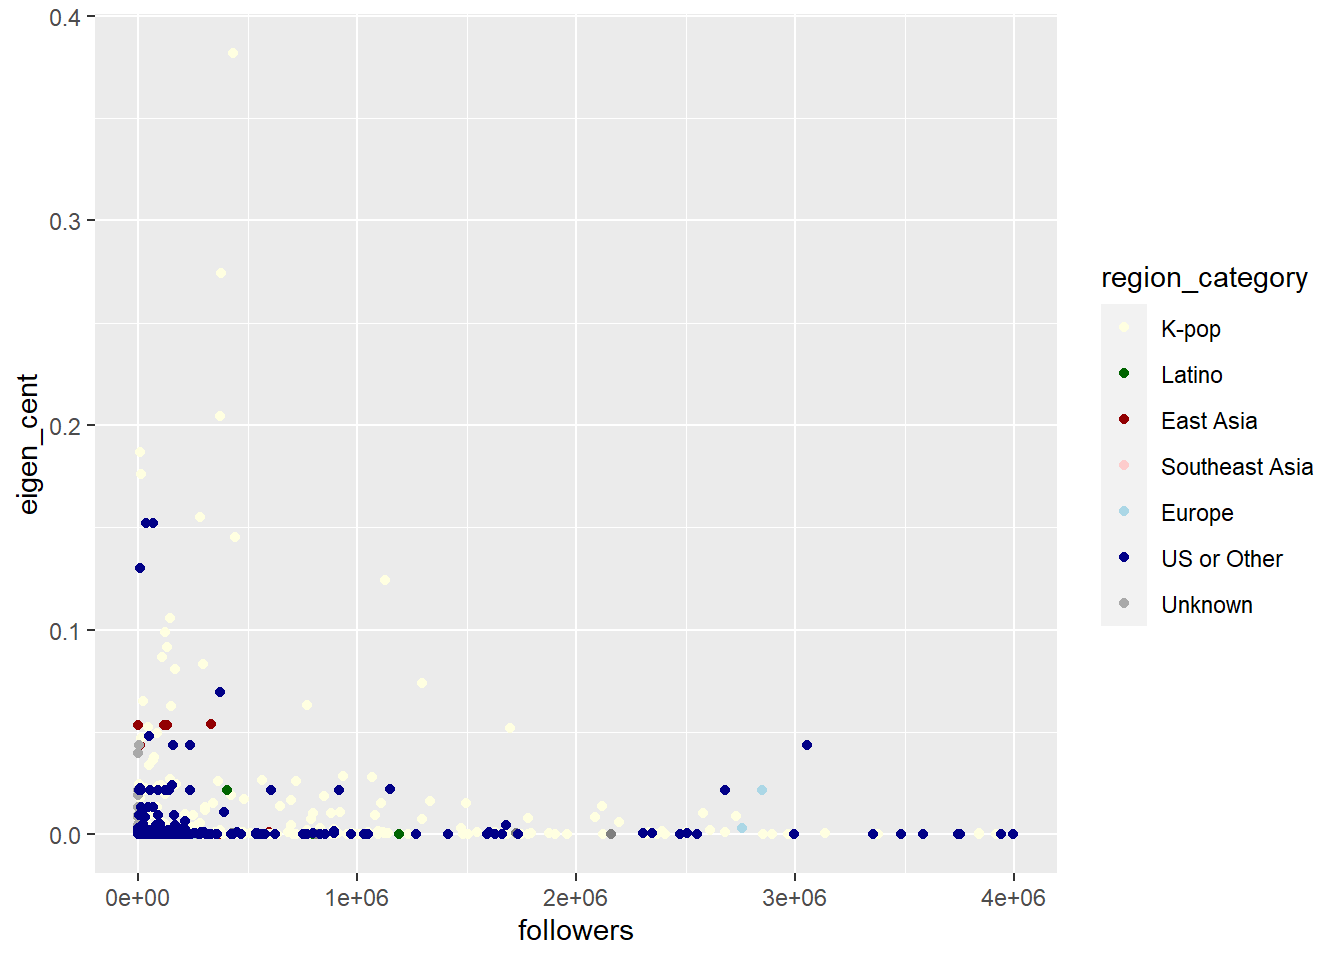 0.4
0.3
0.2
0.1
0.0
eigen_cent
0e+00 1e+06 2e+06 3e+06 4e+06
followers
region_category
K-pop
Latino
East Asia
Southeast Asia
Europe
US or Other
Unknown